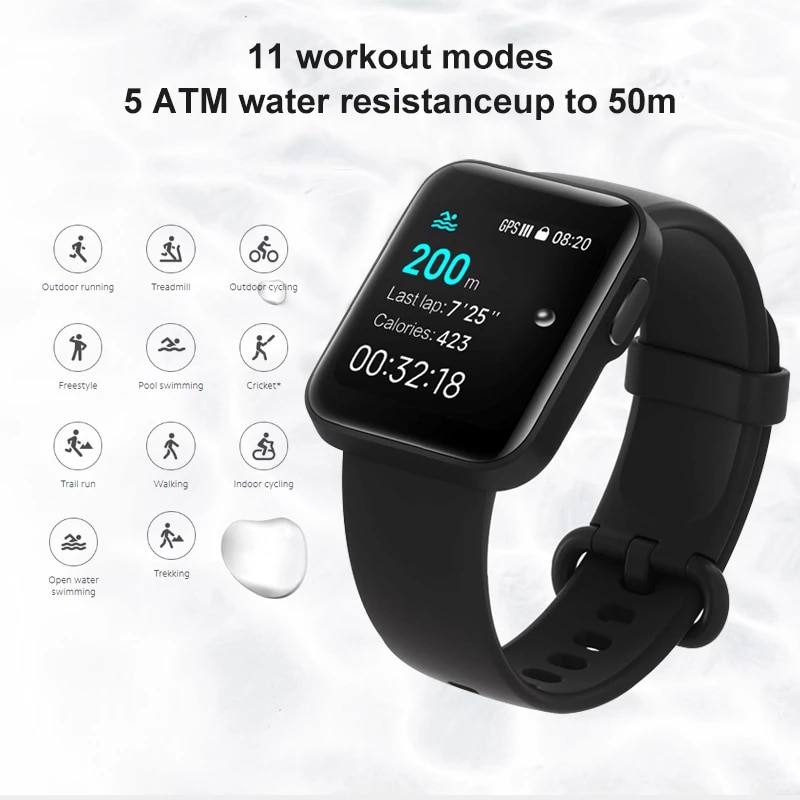 11 workout modes
5 ATM water resistanceup to 50m
Outdoor running
Treadmill
Outdoor cycling
Freestyle
Pool swimming
Cricket*
Trail run
Walking
Indoor cycling
Open water
swimming
Trekking
GPS 08:20
200 m
Last lap: 7'25"
Calories: 423
00:32:18